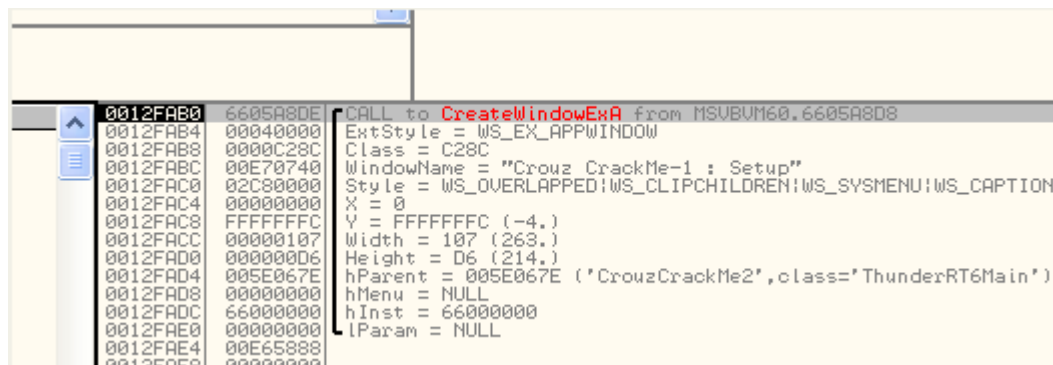 0012FAB0 6605A8DE CALL to CreateWindowExA from MSVBVM60.6605A8D8
0012FAB4 00040000 ExtStyle = WS_EX_APPWINDOW
0012FAB8 0000C28C Class = C28C
0012FABC 00E70740 WindowName = "Crouz CrackMe-1 : Setup"
0012FAC0 02C80000 Style = WS_OVERLAPPED|WS_CLIPCHILDREN|WS_SYSMENU|WS_CAPTION
0012FAC4 00000000 X = 0
0012FAC8 FFFFFFFC Y = FFFFFFFC (-4.)
0012FACC 00000107 Width = 107 (263.)
0012FAD0 000000D6 Height = D6 (214.)
0012FAD4 005E067E hParent = 005E067E ('CrouzCrackMe2',class='ThunderRT6Main')
0012FAD8 00000000 hMenu = NULL
0012FADC 66000000 hInst = 66000000
0012FAE0 00000000 lParam = NULL
0012FAE4 00E65888